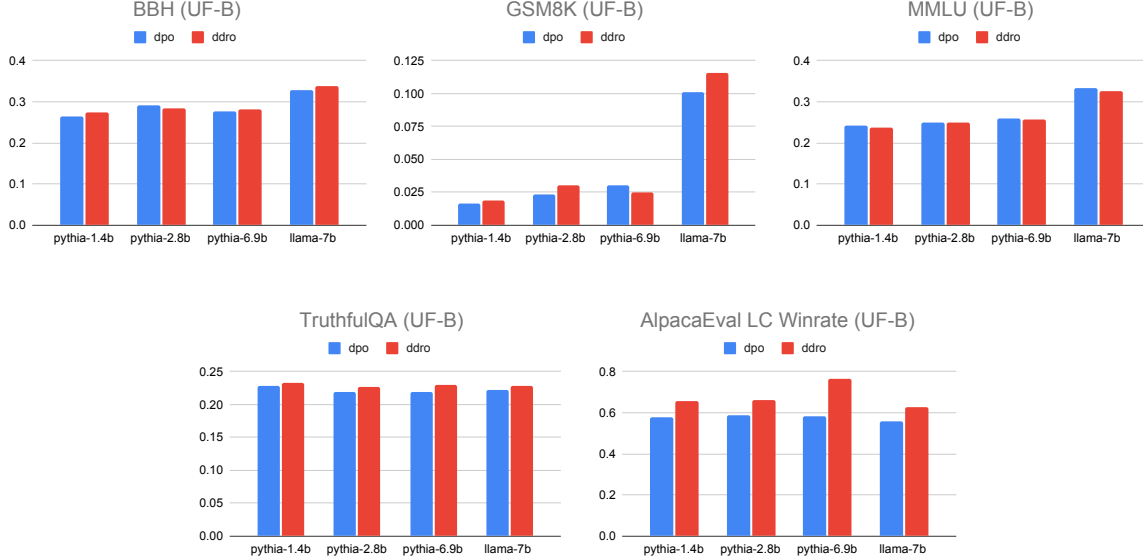 BBH (UF-B)
dpo ddro
0.4
0.3
0.2
0.1
0.0
pythia-1.4b pythia-2.8b pythia-6.9b llama-7b
GSM8K (UF-B)
dpo ddro
0.125
0.100
0.075
0.050
0.025
0.000
pythia-1.4b pythia-2.8b pythia-6.9b llama-7b
MMLU (UF-B)
dpo ddro
0.4
0.3
0.2
0.1
0.0
pythia-1.4b pythia-2.8b pythia-6.9b llama-7b
TruthfulQA (UF-B)
dpo ddro
0.25
0.20
0.15
0.10
0.05
0.00
pythia-1.4b pythia-2.8b pythia-6.9b llama-7b
AlpacaEval LC Winrate (UF-B)
dpo ddro
0.8
0.6
0.4
0.2
0.0
pythia-1.4b pythia-2.8b pythia-6.9b llama-7b